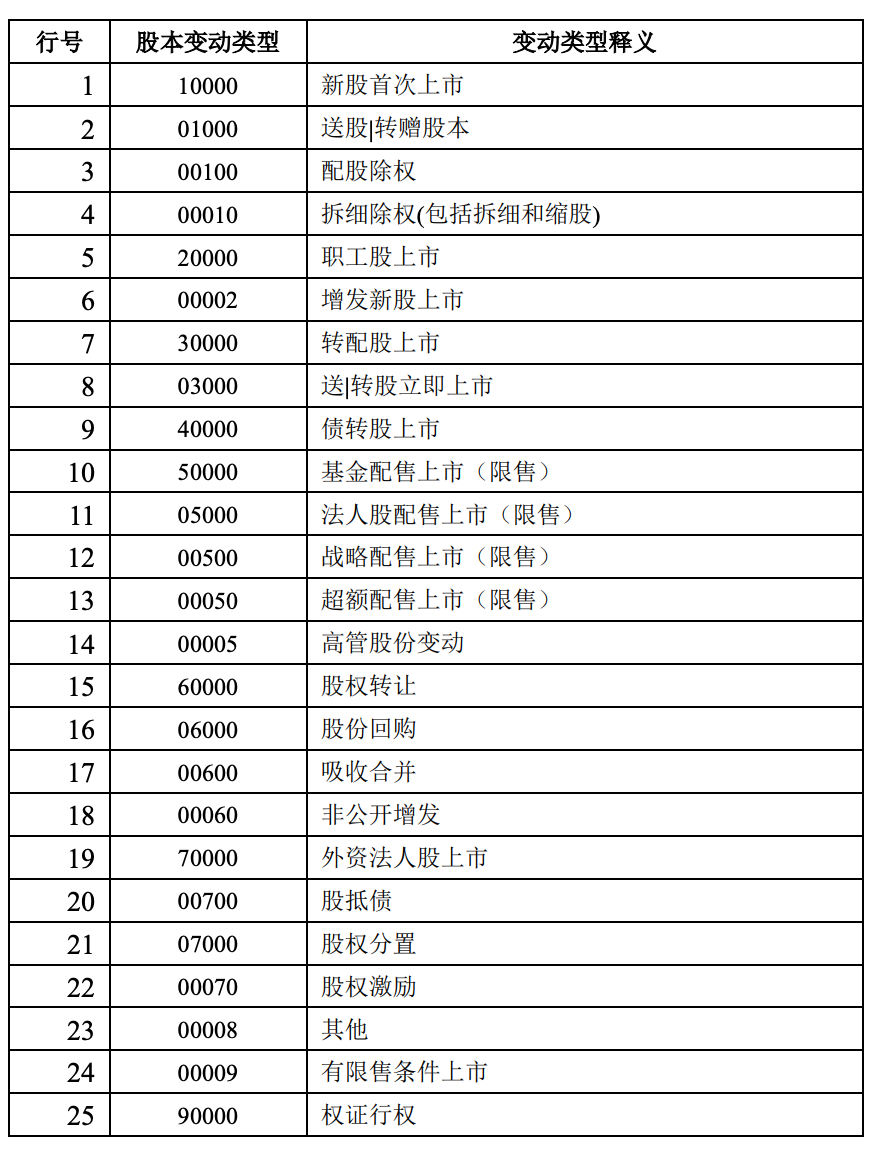 行号 股本变动类型 变动类型释义
1 10000 新股首次上市
2 01000 送股|转赠股本
3 00100 配股除权
4 00010 拆细除权(包括拆细和缩股)
5 20000 职工股上市
6 00002 增发新股上市
7 30000 转配股上市
8 03000 送|转股立即上市
9 40000 债转股上市
10 50000 基金配售上市（限售）
11 05000 法人股配售上市（限售）
12 00500 战略配售上市（限售）
13 00050 超额配售上市（限售）
14 00005 高管股份变动
15 60000 股权转让
16 06000 股份回购
17 00600 吸收合并
18 00060 非公开增发
19 70000 外资法人股上市
20 00700 股抵债
21 07000 股权分置
22 00070 股权激励
23 00008 其他
24 00009 有限售条件上市
25 90000 权证行权